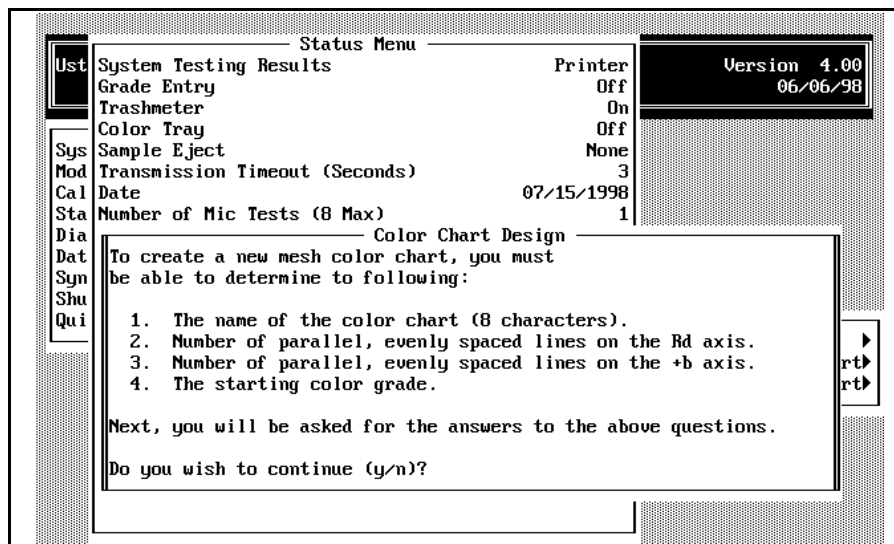 Status Menu
Ust
Version 4.00
06/06/98
System Testing Results Printer
Grade Entry Off
Trashmeter On
Color Tray Off
Sample Eject None
Transmission Timeout (Seconds) 3
Date 07/15/1998
Number of Mic Tests (8 Max) 1
Sys
Mod
Cal
Sta
Dia
Dat
Syn
Shu
Qui
Color Chart Design
To create a new mesh color chart, you must
be able to determine to following:
1. The name of the color chart (8 characters).
2. Number of parallel, evenly spaced lines on the Rd axis.
3. Number of parallel, evenly spaced lines on the +b axis.
4. The starting color grade.
Next, you will be asked for the answers to the above questions.
Do you wish to continue (y/n)?
rt
rt